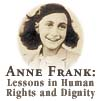 ANNE FRANK:
Lessons in Human
Rights and Dignity